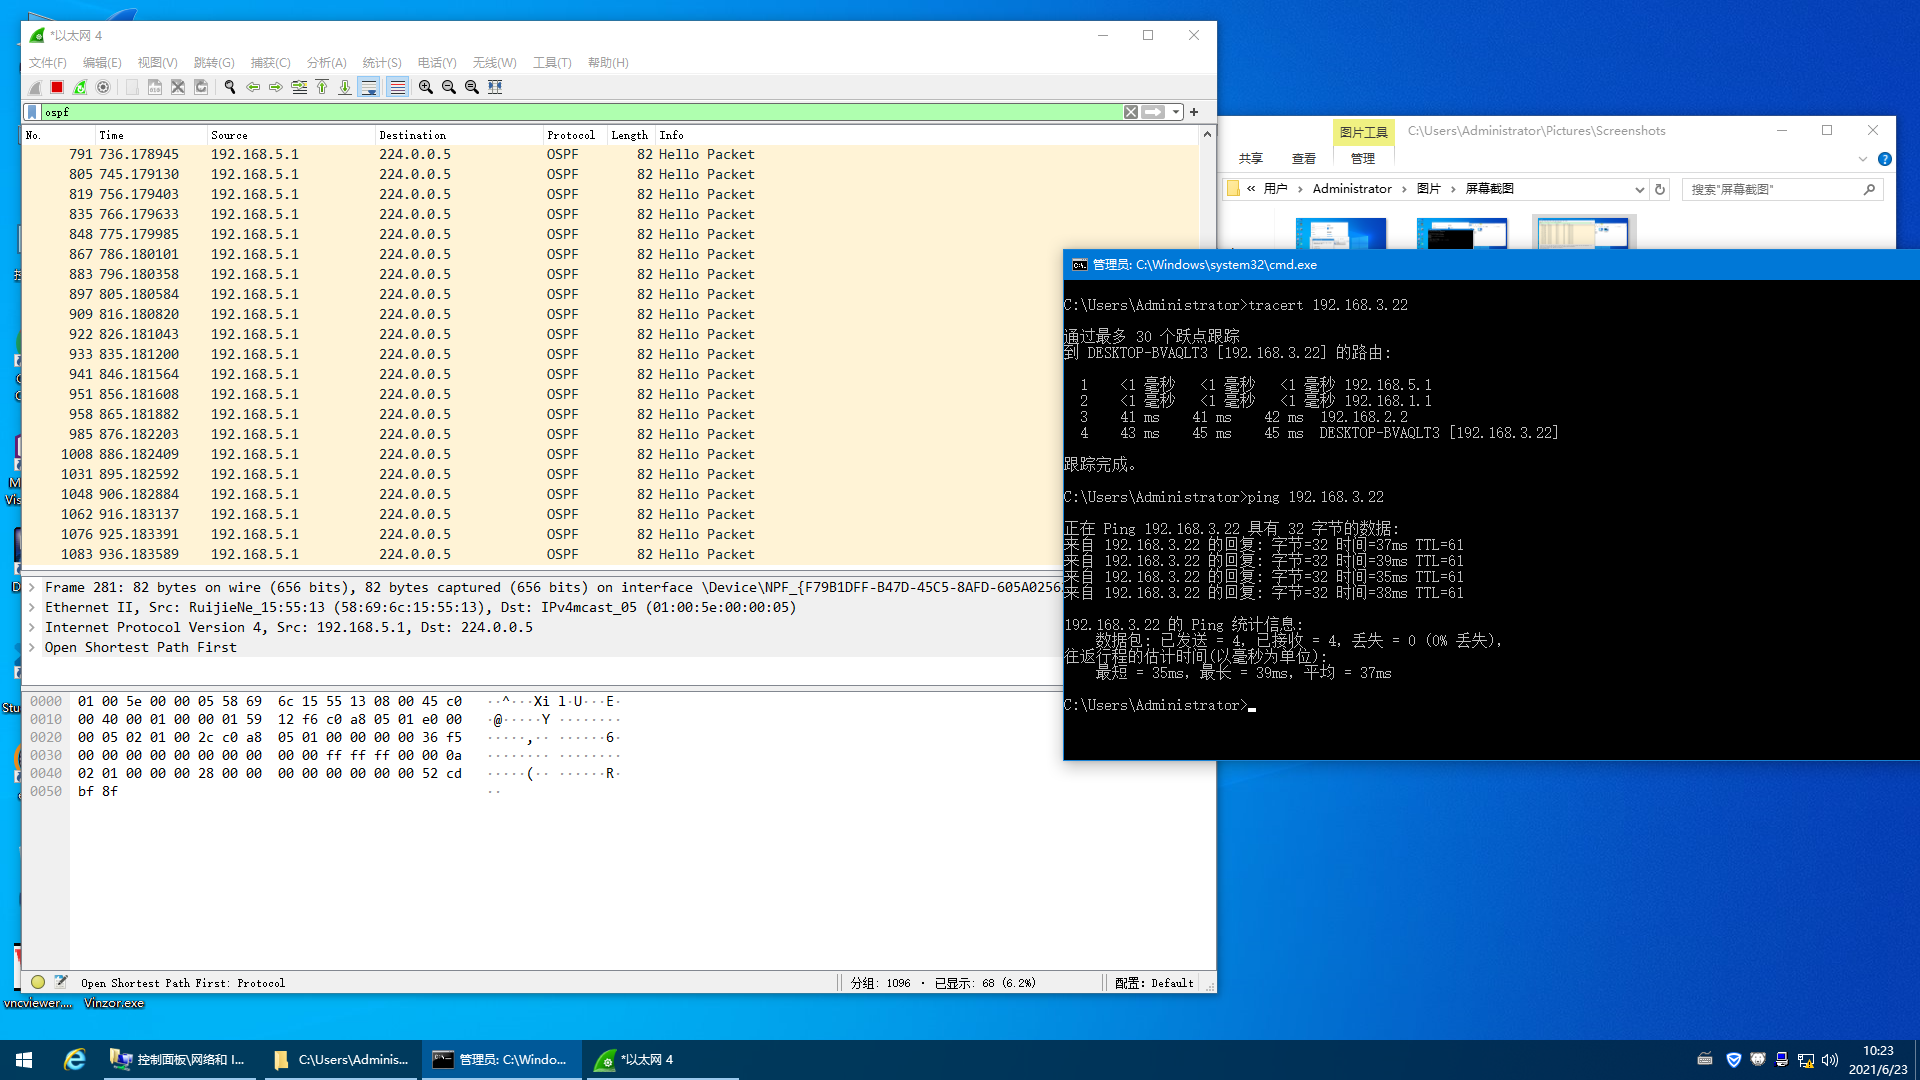 *以太网 4
文件(F) 编辑(E) 视图(V) 跳转(G) 捕获(C) 分析(A) 统计(S) 电话(Y) 无线(W) 工具(T) 帮助(H)
ospf
No. Time Source Destination Protocol Length Info
791 736.178945 192.168.5.1 224.0.0.5 OSPF 82 Hello Packet
805 745.179130 192.168.5.1 224.0.0.5 OSPF 82 Hello Packet
819 756.179403 192.168.5.1 224.0.0.5 OSPF 82 Hello Packet
835 766.179633 192.168.5.1 224.0.0.5 OSPF 82 Hello Packet
848 775.179985 192.168.5.1 224.0.0.5 OSPF 82 Hello Packet
867 786.180101 192.168.5.1 224.0.0.5 OSPF 82 Hello Packet
883 796.180358 192.168.5.1 224.0.0.5 OSPF 82 Hello Packet
897 805.180584 192.168.5.1 224.0.0.5 OSPF 82 Hello Packet
909 816.180820 192.168.5.1 224.0.0.5 OSPF 82 Hello Packet
922 826.181043 192.168.5.1 224.0.0.5 OSPF 82 Hello Packet
933 835.181200 192.168.5.1 224.0.0.5 OSPF 82 Hello Packet
941 846.181564 192.168.5.1 224.0.0.5 OSPF 82 Hello Packet
951 856.181608 192.168.5.1 224.0.0.5 OSPF 82 Hello Packet
958 865.181882 192.168.5.1 224.0.0.5 OSPF 82 Hello Packet
985 876.182203 192.168.5.1 224.0.0.5 OSPF 82 Hello Packet
1008 886.182409 192.168.5.1 224.0.0.5 OSPF 82 Hello Packet
1031 895.182592 192.168.5.1 224.0.0.5 OSPF 82 Hello Packet
1048 906.182884 192.168.5.1 224.0.0.5 OSPF 82 Hello Packet
1062 916.183137 192.168.5.1 224.0.0.5 OSPF 82 Hello Packet
1076 925.183391 192.168.5.1 224.0.0.5 OSPF 82 Hello Packet
1083 936.183589 192.168.5.1 224.0.0.5 OSPF 82 Hello Packet
Frame 281: 82 bytes on wire (656 bits), 82 bytes captured (656 bits) on interface \Device\NPF_{F79B1DFF-B47D-45C5-8AFD-605A0256
Ethernet II, Src: RuijieNe_15:55:13 (58:69:6c:15:55:13), Dst: IPv4mcast_05 (01:00:5e:00:00:05)
Internet Protocol Version 4, Src: 192.168.5.1, Dst: 224.0.0.5
Open Shortest Path First
0000 01 00 5e 00 00 05 58 69 6c 15 55 13 08 00 45 c0 ··^···Xi l·U···E·
0010 00 40 00 01 00 00 01 59 12 f6 c0 a8 05 01 e0 00 ·@·····Y ········
0020 00 05 02 01 00 2c c0 a8 05 01 00 00 00 00 36 f5 ·····,·· ······6·
0030 00 00 00 00 00 00 00 00 00 00 ff ff ff 00 00 0a ········ ········
0040 02 01 00 00 00 28 00 00 00 00 00 00 00 00 52 cd ·····(·· ······R·
0050 bf 8f ··
Open Shortest Path First: Protocol 分组: 1096 · 已显示: 68 (6.2%) 配置: Default
图片工具 C:\Users\Administrator\Pictures\Screenshots
共享 查看 管理
« 用户 › Administrator › 图片 › 屏幕截图 搜索"屏幕截图"
管理员: C:\Windows\system32\cmd.exe
C:\Users\Administrator>tracert 192.168.3.22
通过最多 30 个跃点跟踪
到 DESKTOP-BVAQLT3 [192.168.3.22] 的路由:
1 <1 毫秒 <1 毫秒 <1 毫秒 192.168.5.1
2 <1 毫秒 <1 毫秒 <1 毫秒 192.168.1.1
3 41 ms 41 ms 42 ms 192.168.2.2
4 43 ms 45 ms 45 ms DESKTOP-BVAQLT3 [192.168.3.22]
跟踪完成。
C:\Users\Administrator>ping 192.168.3.22
正在 Ping 192.168.3.22 具有 32 字节的数据:
来自 192.168.3.22 的回复: 字节=32 时间=37ms TTL=61
来自 192.168.3.22 的回复: 字节=32 时间=39ms TTL=61
来自 192.168.3.22 的回复: 字节=32 时间=35ms TTL=61
来自 192.168.3.22 的回复: 字节=32 时间=38ms TTL=61
192.168.3.22 的 Ping 统计信息:
数据包: 已发送 = 4，已接收 = 4，丢失 = 0 (0% 丢失)，
往返行程的估计时间(以毫秒为单位):
最短 = 35ms，最长 = 39ms，平均 = 37ms
C:\Users\Administrator>
vncviewer.... Vinzor.exe
控制面板\网络和 I... C:\Users\Adminis... 管理员: C:\Windo... *以太网 4
10:23
2021/6/23